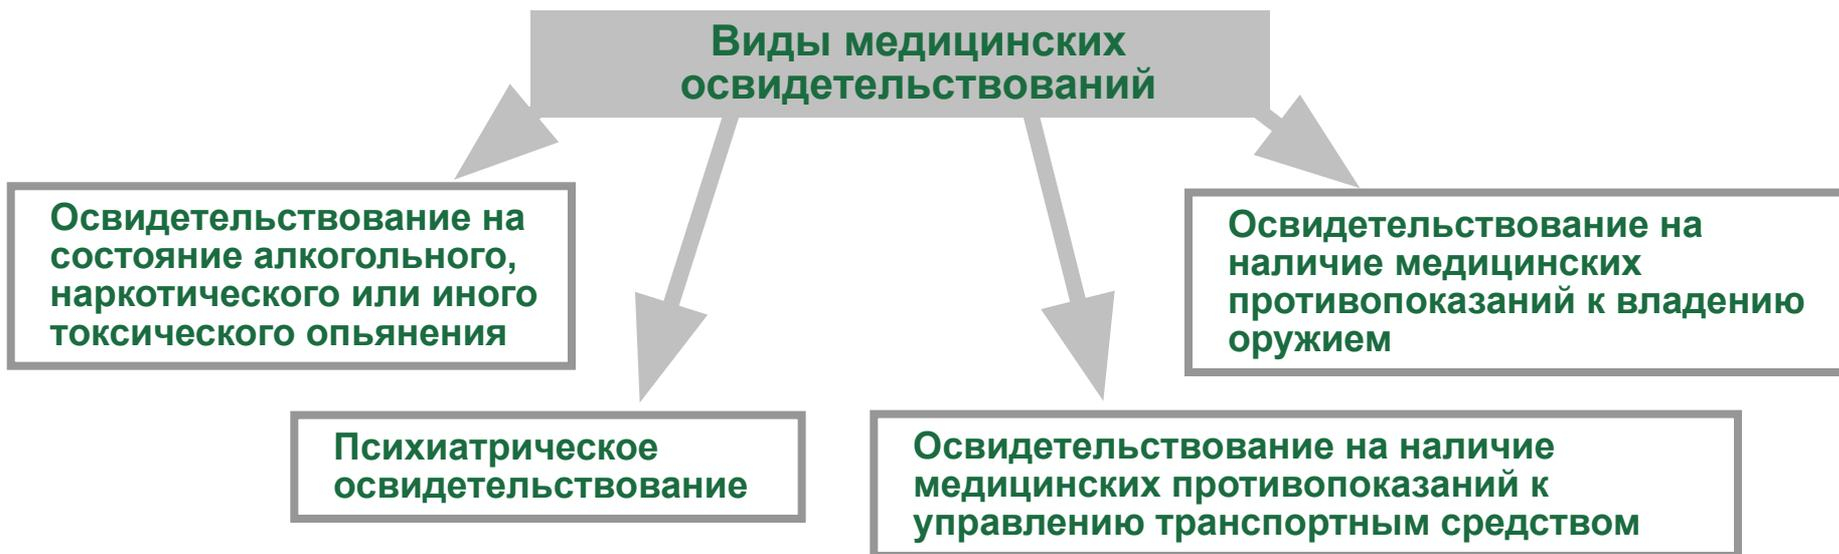 Виды медицинских
освидетельствований
Освидетельствование на
состояние алкогольного,
наркотического или иного
токсического опьянения
Освидетельствование на
наличие медицинских
противопоказаний к владению
оружием
Психиатрическое
освидетельствование
Освидетельствование на наличие
медицинских противопоказаний к
управлению транспортным средством